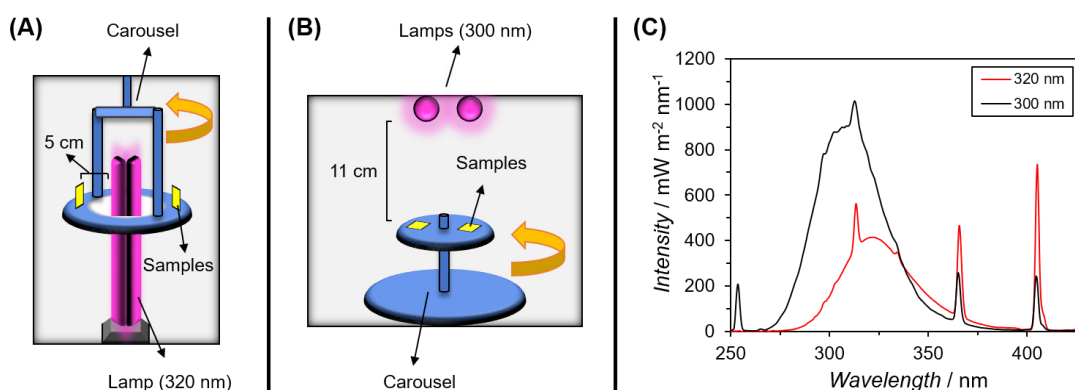 (A)
Carousel
5 cm
Samples
Lamp (320 nm)
(B)
Lamps (300 nm)
11 cm
Samples
Carousel
(C)
Intensity / mW m⁻² nm⁻¹
1200
1000
800
600
400
200
0
320 nm
300 nm
250 300 350 400
Wavelength / nm